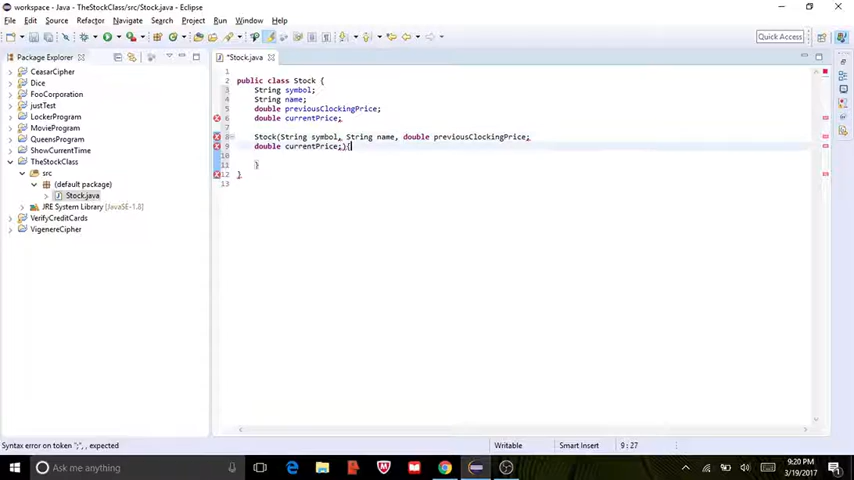 workspace - Java - TheStockClass/src/Stock.java - Eclipse
File Edit Source Refactor Navigate Search Project Run Window Help
Quick Access
Package Explorer
*Stock.java
CeasarCipher
Dice
FooCorporation
justTest
LockerProgram
MovieProgram
QueensProgram
ShowCurrentTime
TheStockClass
src
(default package)
Stock.java
JRE System Library [JavaSE-1.8]
VerifyCreditCards
VigenereCipher
1
2 public class Stock {
3 String symbol;
4 String name;
5 double previousClockingPrice;
6 double currentPrice;
7
8 Stock(String symbol, String name, double previousClockingPrice;
9 double currentPrice;){
10
11 }
12 }
13
Syntax error on token ";", , expected
Writable
Smart Insert
9 : 27
Ask me anything
9:20 PM
3/19/2017